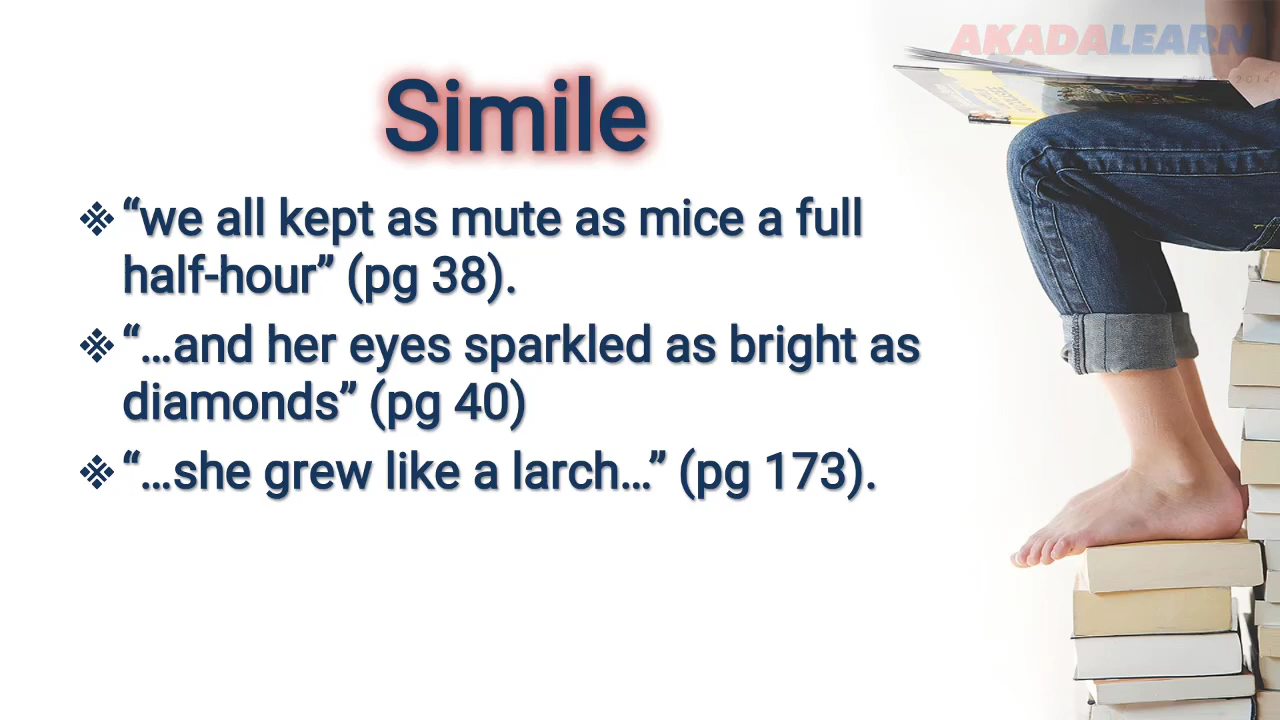 AKADALEARN
Simile
❖ “we all kept as mute as mice a full
half-hour” (pg 38).
❖ “…and her eyes sparkled as bright as
diamonds” (pg 40)
❖ “…she grew like a larch…” (pg 173).